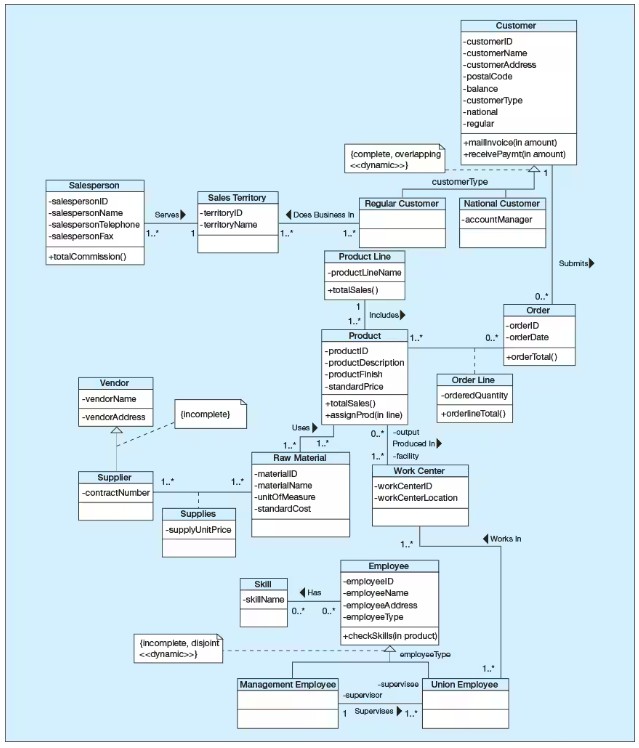 Customer
-customerID
-customerName
-customerAddress
-postalCode
-balance
-customerType
-national
-regular
+mailInvoice(in amount)
+receivePaymt(in amount)
{complete, overlapping
<<dynamic>>}
1
customerType
Salesperson
-salespersonID
-salespersonName
-salespersonTelephone
-salespersonFax
+totalCommission()
Serves
1..*
1
Sales Territory
-territoryID
-territoryName
Does Business In
1..*
1..*
Regular Customer
National Customer
-accountManager
Submits
0..*
Product Line
-productLineName
+totalSales()
1
Includes
1..*
Order
-orderID
-orderDate
+orderTotal()
Product
-productID
-productDescription
-productFinish
-standardPrice
+totalSales()
+assignProd(in line)
1..*
0..*
Order Line
-orderedQuantity
+orderlineTotal()
Vendor
-vendorName
-vendorAddress
{incomplete}
Uses
1..*
1..*
0..*
-output
Produced In
1..*
-facility
Supplier
-contractNumber
1..*
1..*
Raw Material
-materialID
-materialName
-unitOfMeasure
-standardCost
Supplies
-supplyUnitPrice
Work Center
-workCenterID
-workCenterLocation
1..*
Works In
Employee
-employeeID
-employeeName
-employeeAddress
-employeeType
+checkSkills(in product)
Skill
-skillName
Has
0..*
0..*
{incomplete, disjoint
<<dynamic>>}
employeeType
1..*
Management Employee
-supervisee
-supervisor
Union Employee
1
Supervises
1..*